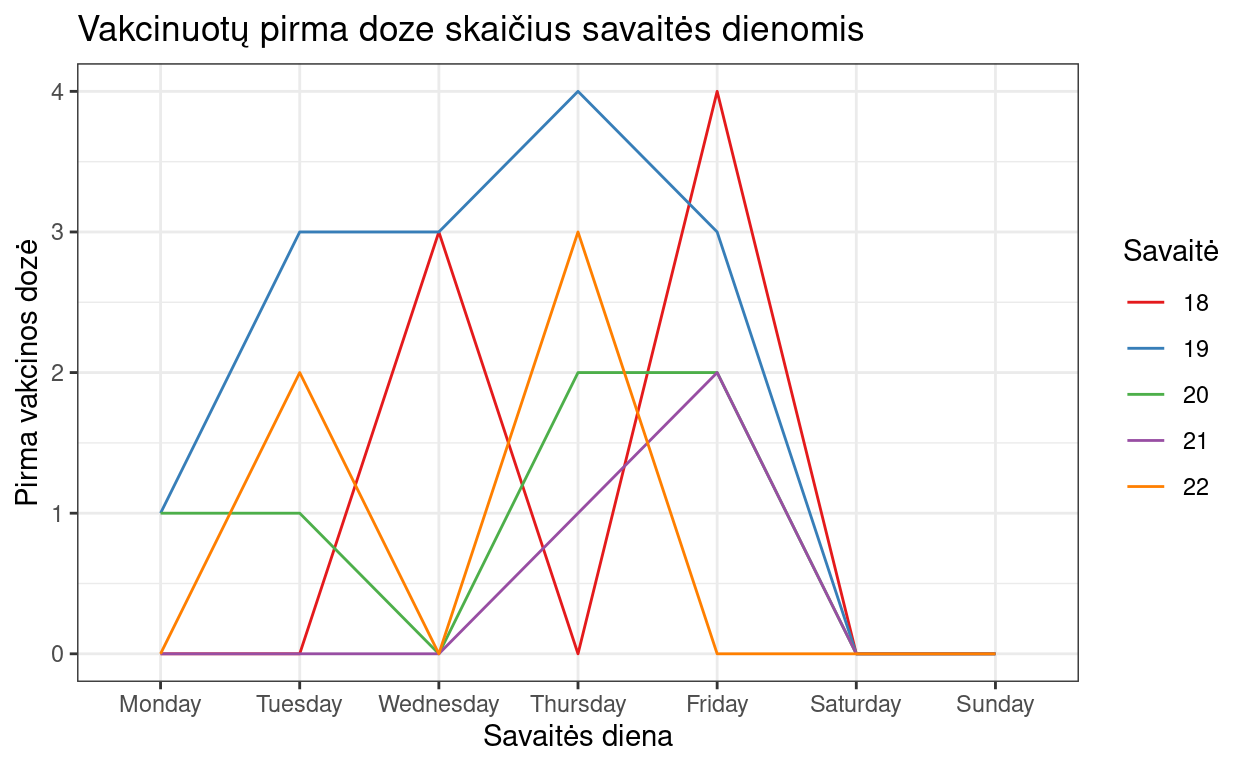 Vakcinuotų pirma doze skaičius savaitės dienomis
Pirma vakcinos dozė
4
3
2
1
0
Monday Tuesday Wednesday Thursday Friday Saturday Sunday
Savaitės diena
Savaitė
18
19
20
21
22